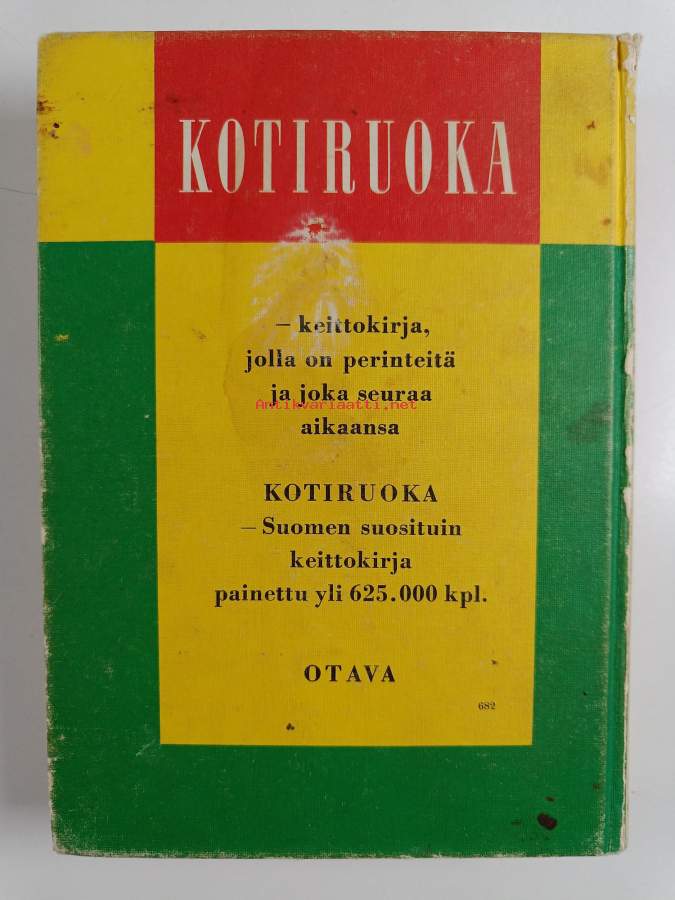 KOTIRUOKA
– keittokirja,
jolla on perinteitä
ja joka seuraa
Antikvariaatti.net
aikaansa
KOTIRUOKA
– Suomen suosituin
keittokirja
painettu yli 625.000 kpl.
OTAVA
682